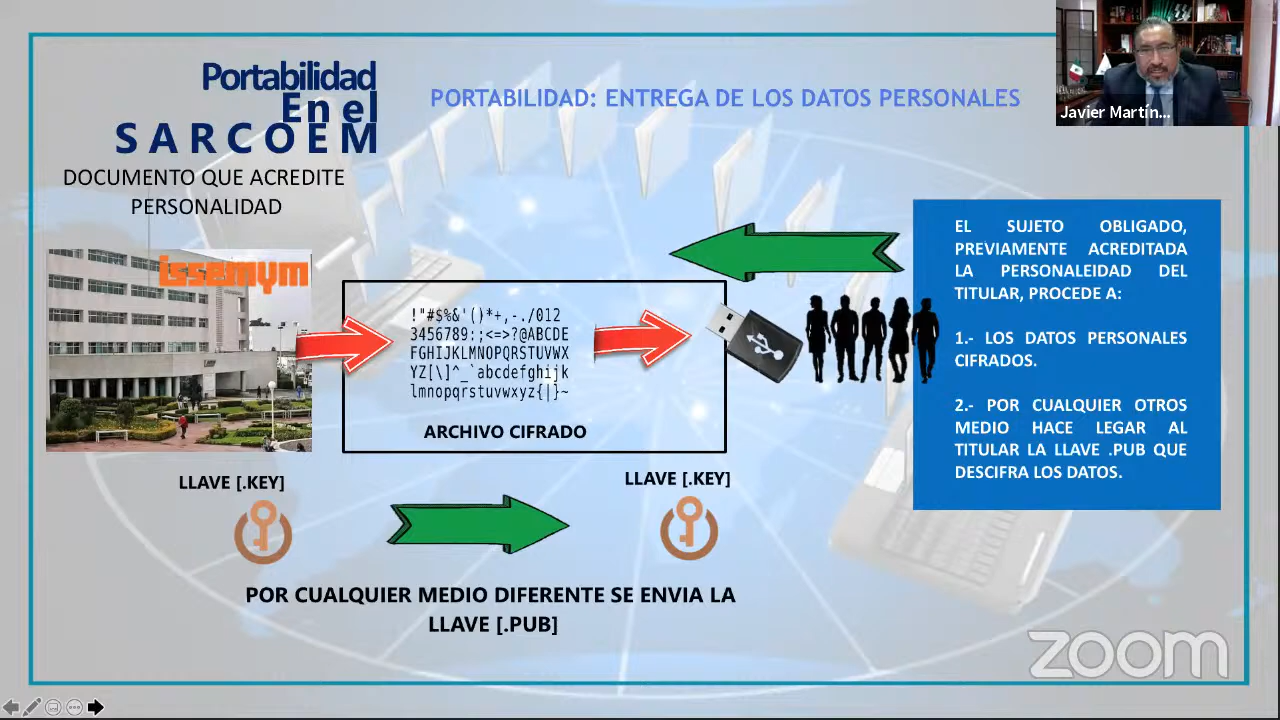 Portabilidad
En el
SARCOEM
DOCUMENTO QUE ACREDITE
PERSONALIDAD
PORTABILIDAD: ENTREGA DE LOS DATOS PERSONALES
Javier Martín...
issemym
!"#$%&'()*+,-./012
3456789:;<=>?@ABCDE
FGHIJKLMNOPQRSTUVWX
YZ[\]^_`abcdefghijk
lmnopqrstuvwxyz{|}~
ARCHIVO CIFRADO
EL SUJETO OBLIGADO,
PREVIAMENTE ACREDITADA
LA PERSONALEIDAD DEL
TITULAR, PROCEDE A:
1.- LOS DATOS PERSONALES
CIFRADOS.
2.- POR CUALQUIER OTROS
MEDIO HACE LEGAR AL
TITULAR LA LLAVE .PUB QUE
DESCIFRA LOS DATOS.
LLAVE [.KEY]
LLAVE [.KEY]
POR CUALQUIER MEDIO DIFERENTE SE ENVIA LA
LLAVE [.PUB]
zoom